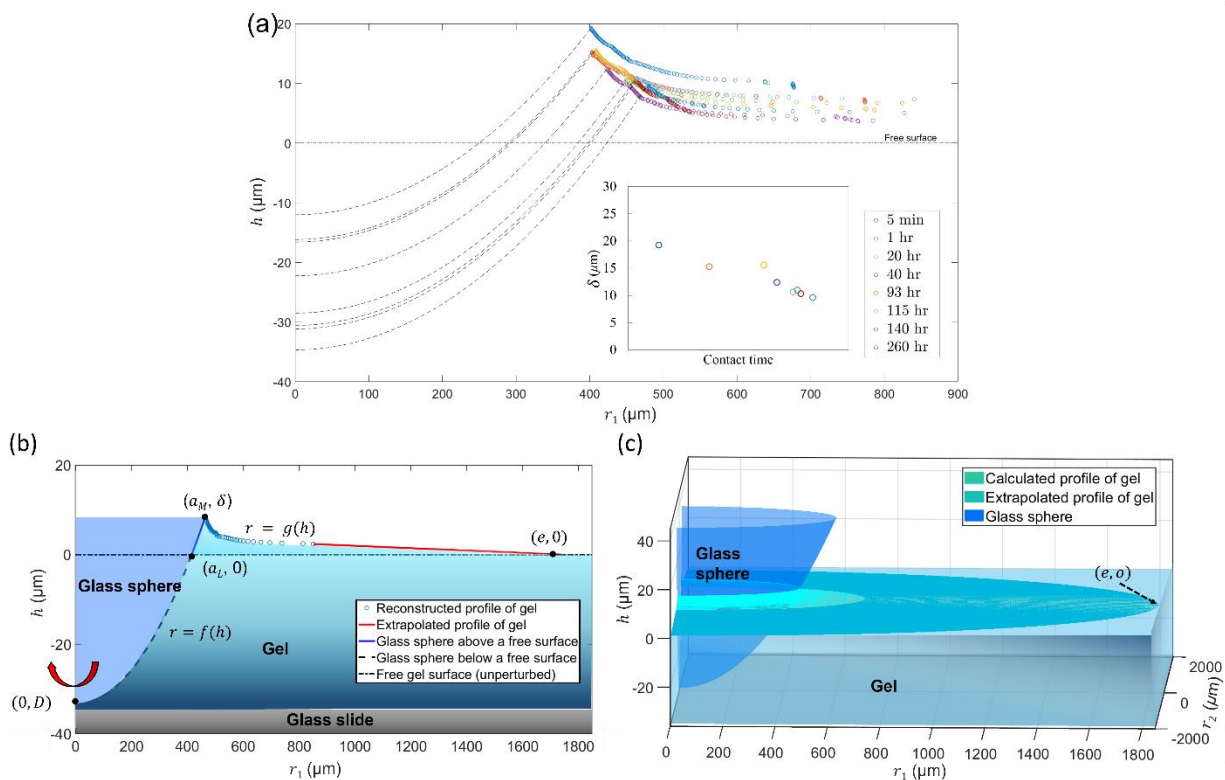 (a)
20
10
0
-10
-20
-30
-40
h (μm)
Free surface
30
25
20
15
10
5
0
δ (μm)
Contact time
5 min
1 hr
20 hr
40 hr
93 hr
115 hr
140 hr
260 hr
0 100 200 300 400 500 600 700 800 900
r₁ (μm)
(b)
20
0
-20
-40
h (μm)
(a_M, δ)
r = g(h)
(e, 0)
Glass sphere
(a_L, 0)
r = f(h)
Gel
(0, D)
Reconstructed profile of gel
Extrapolated profile of gel
Glass sphere above a free surface
Glass sphere below a free surface
Free gel surface (unperturbed)
Glass slide
0 200 400 600 800 1000 1200 1400 1600 1800
r₁ (μm)
(c)
Calculated profile of gel
Extrapolated profile of gel
Glass sphere
40
20
0
-20
h (μm)
Glass
sphere
(e, o)
Gel
2000
0
-2000
r₂ (μm)
0 200 400 600 800 1000 1200 1400 1600 1800
r₁ (μm)